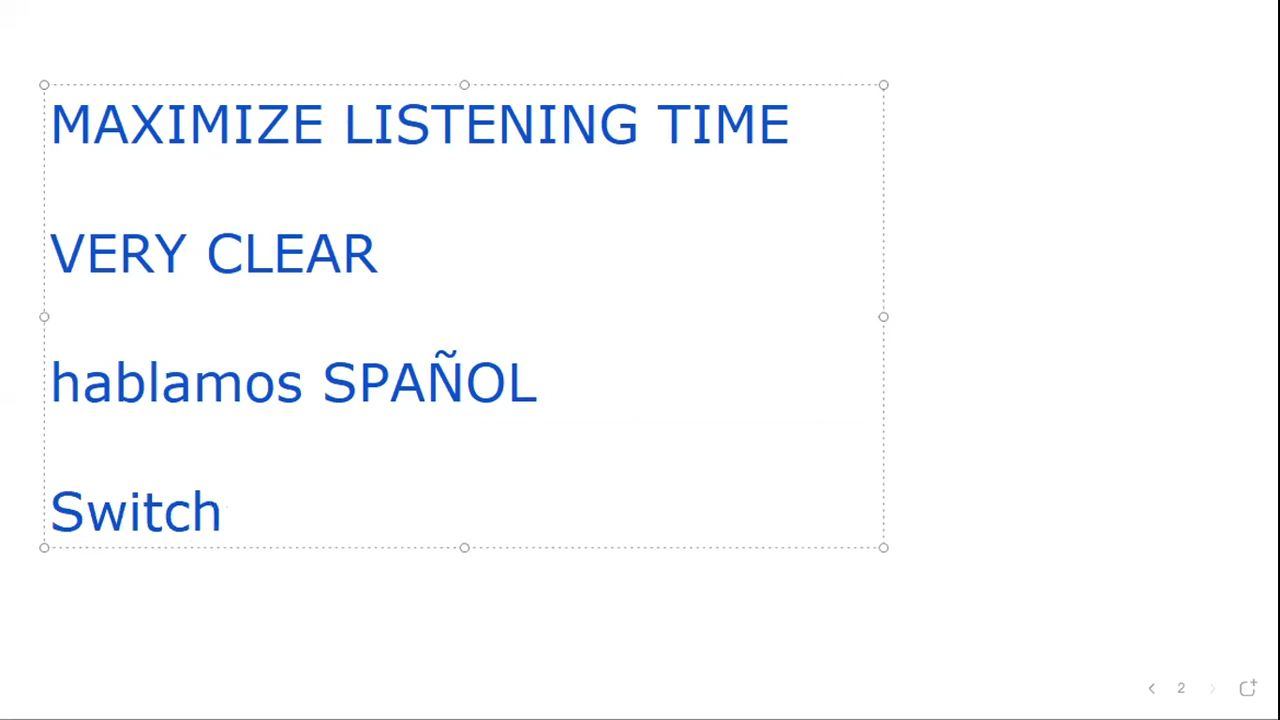 MAXIMIZE LISTENING TIME
VERY CLEAR
hablamos SPAÑOL
Switch
2